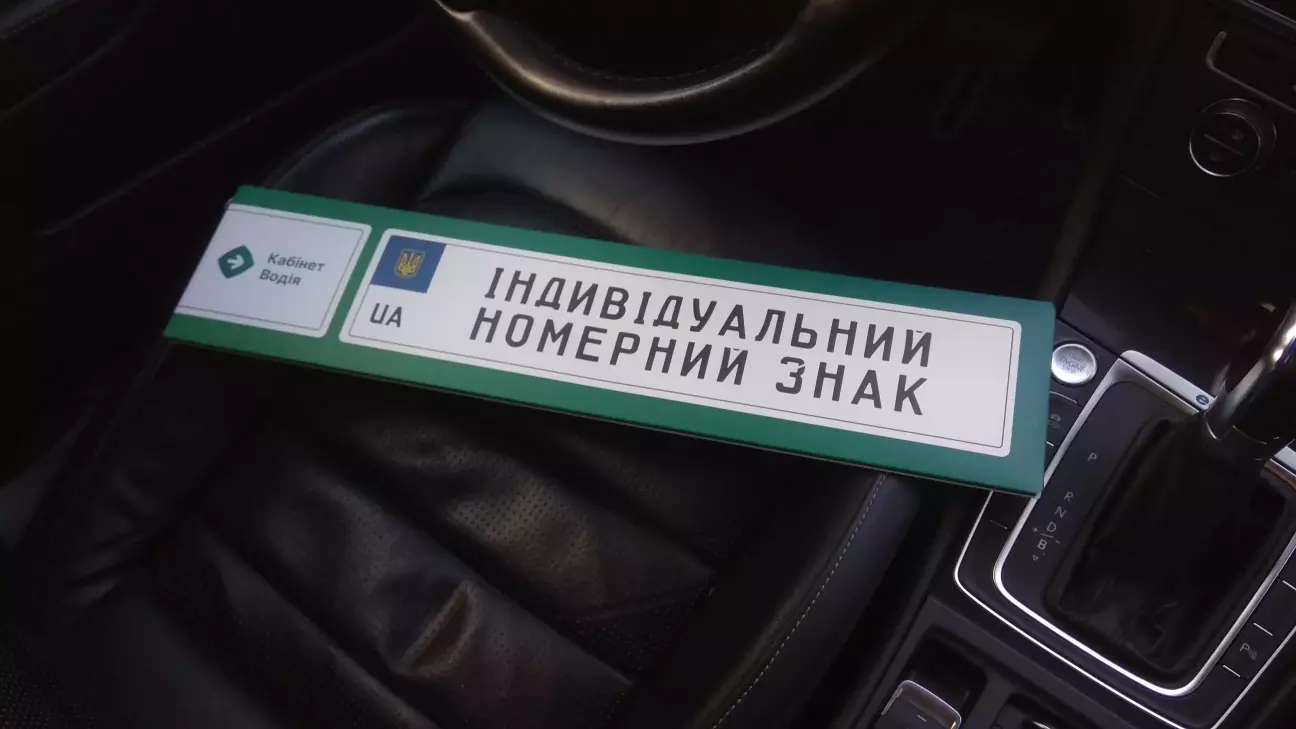 Кабінет
Водія
UA
ІНДИВІДУАЛЬНИЙ
НОМЕРНИЙ ЗНАК
P
R
N
D
B